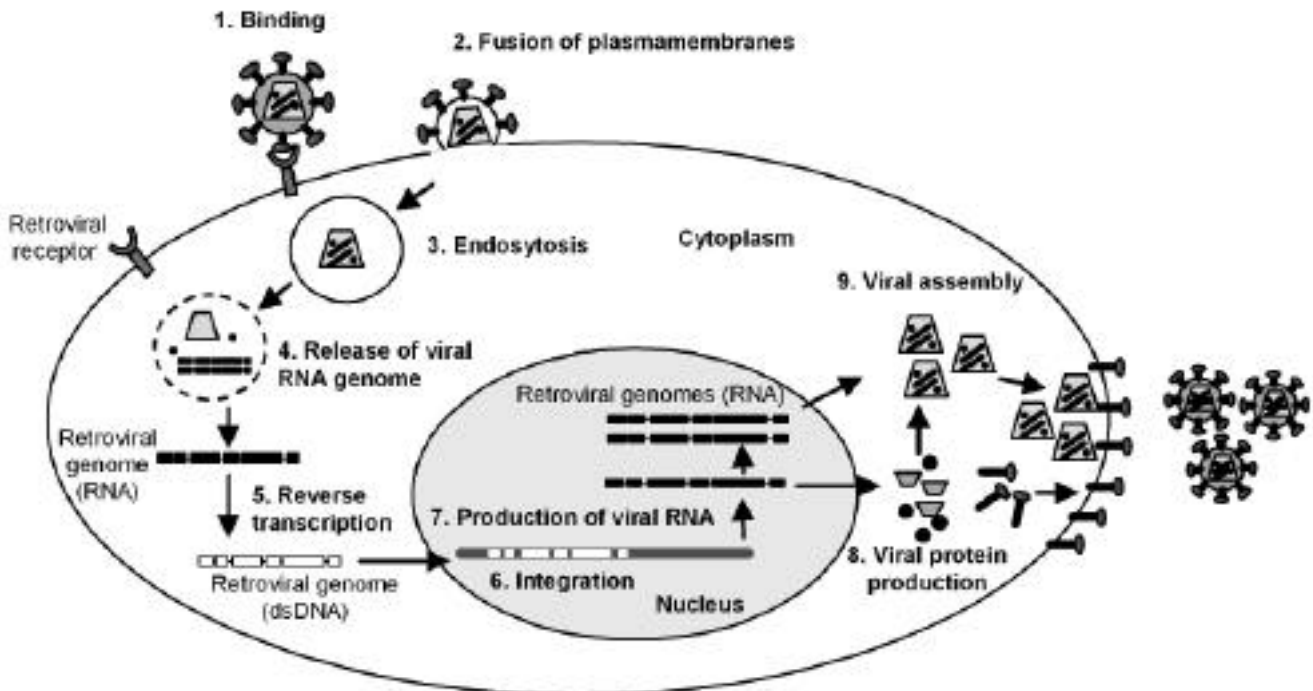 1. Binding
2. Fusion of plasmamembranes
Retroviral
receptor
3. Endosytosis
Cytoplasm
9. Viral assembly
4. Release of viral
RNA genome
Retroviral genomes (RNA)
Retroviral
genome
(RNA)
5. Reverse
transcription
7. Production of viral RNA
6. Integration
8. Viral protein
production
Retroviral genome
(dsDNA)
Nucleus